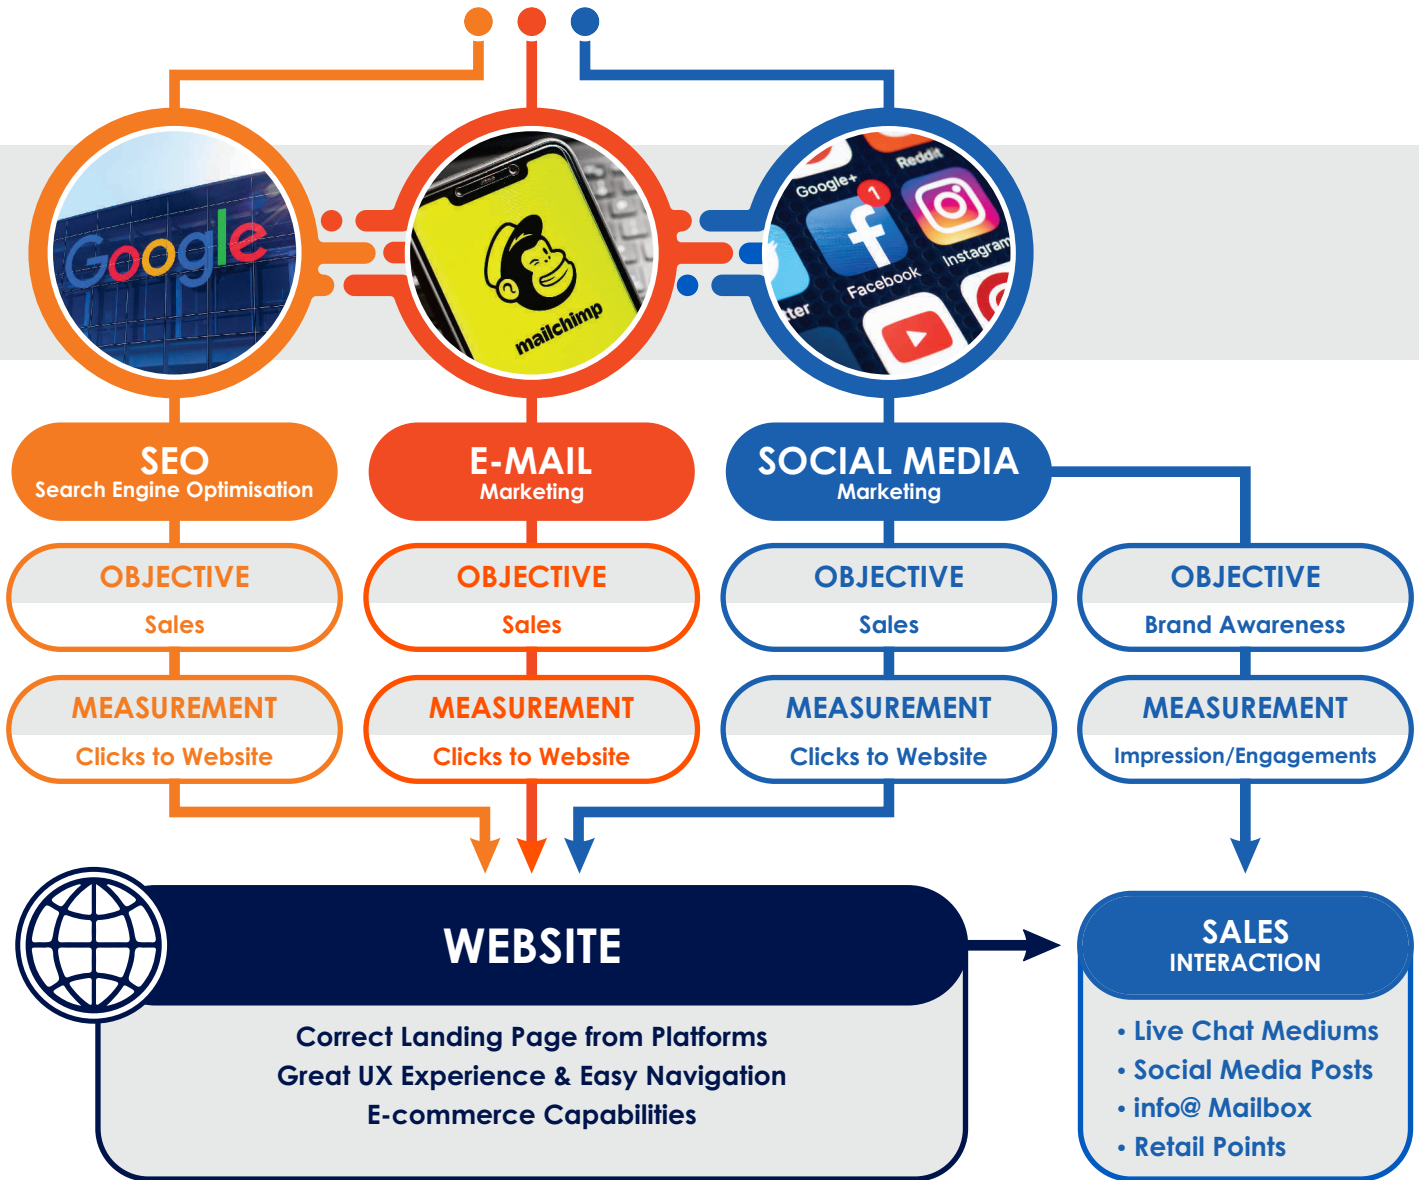 Google
mailchimp
Reddit
Google+
1
Instagram
Facebook
tter
SEO
Search Engine Optimisation
E-MAIL
Marketing
SOCIAL MEDIA
Marketing
OBJECTIVE
Sales
OBJECTIVE
Sales
OBJECTIVE
Sales
OBJECTIVE
Brand Awareness
MEASUREMENT
Clicks to Website
MEASUREMENT
Clicks to Website
MEASUREMENT
Clicks to Website
MEASUREMENT
Impression/Engagements
WEBSITE
Correct Landing Page from Platforms
Great UX Experience & Easy Navigation
E-commerce Capabilities
SALES
INTERACTION
• Live Chat Mediums
• Social Media Posts
• info@ Mailbox
• Retail Points